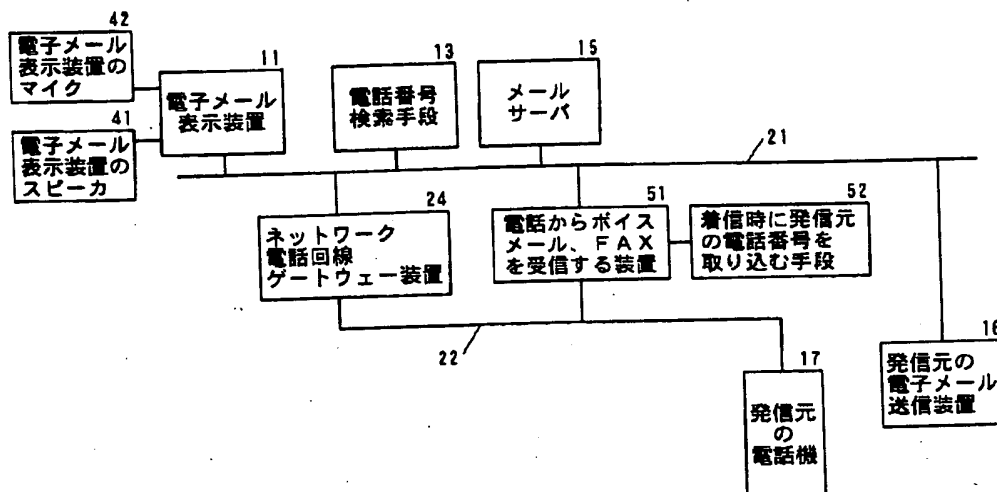 42
電子メール
表示装置の
マイク
11
電子メール
表示装置
41
電子メール
表示装置の
スピーカ
13
電話番号
検索手段
15
メール
サーバ
21
24
ネットワーク
電話回線
ゲートウェー装置
51
電話からボイス
メール、FAX
を受信する装置
52
着信時に発信元
の電話番号を
取り込む手段
22
17
発信元
の
電話機
16
発信元の
電子メール
送信装置